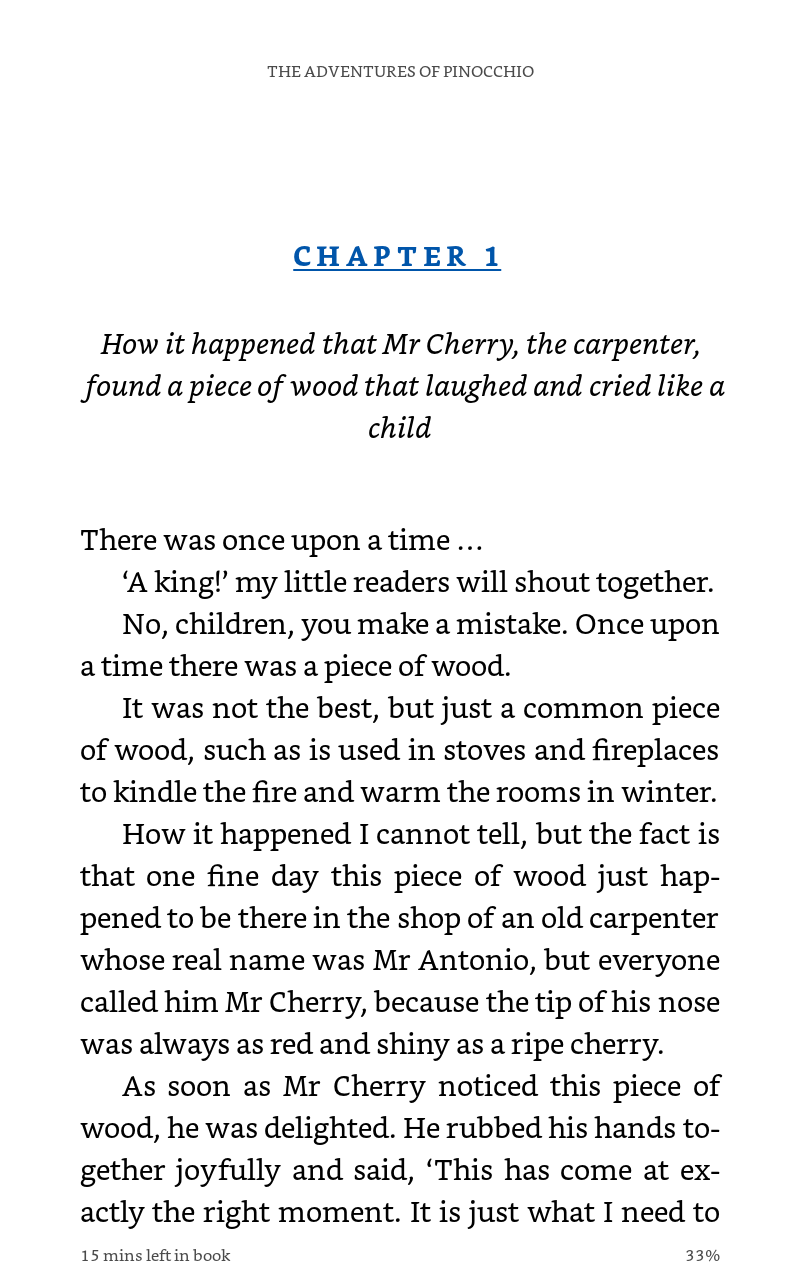 THE ADVENTURES OF PINOCCHIO
CHAPTER 1
How it happened that Mr Cherry, the carpenter,
found a piece of wood that laughed and cried like a
child
There was once upon a time …
‘A king!’ my little readers will shout together.
No, children, you make a mistake. Once upon
a time there was a piece of wood.
It was not the best, but just a common piece
of wood, such as is used in stoves and fireplaces
to kindle the fire and warm the rooms in winter.
How it happened I cannot tell, but the fact is
that one fine day this piece of wood just hap-
pened to be there in the shop of an old carpenter
whose real name was Mr Antonio, but everyone
called him Mr Cherry, because the tip of his nose
was always as red and shiny as a ripe cherry.
As soon as Mr Cherry noticed this piece of
wood, he was delighted. He rubbed his hands to-
gether joyfully and said, ‘This has come at ex-
actly the right moment. It is just what I need to
15 mins left in book
33%